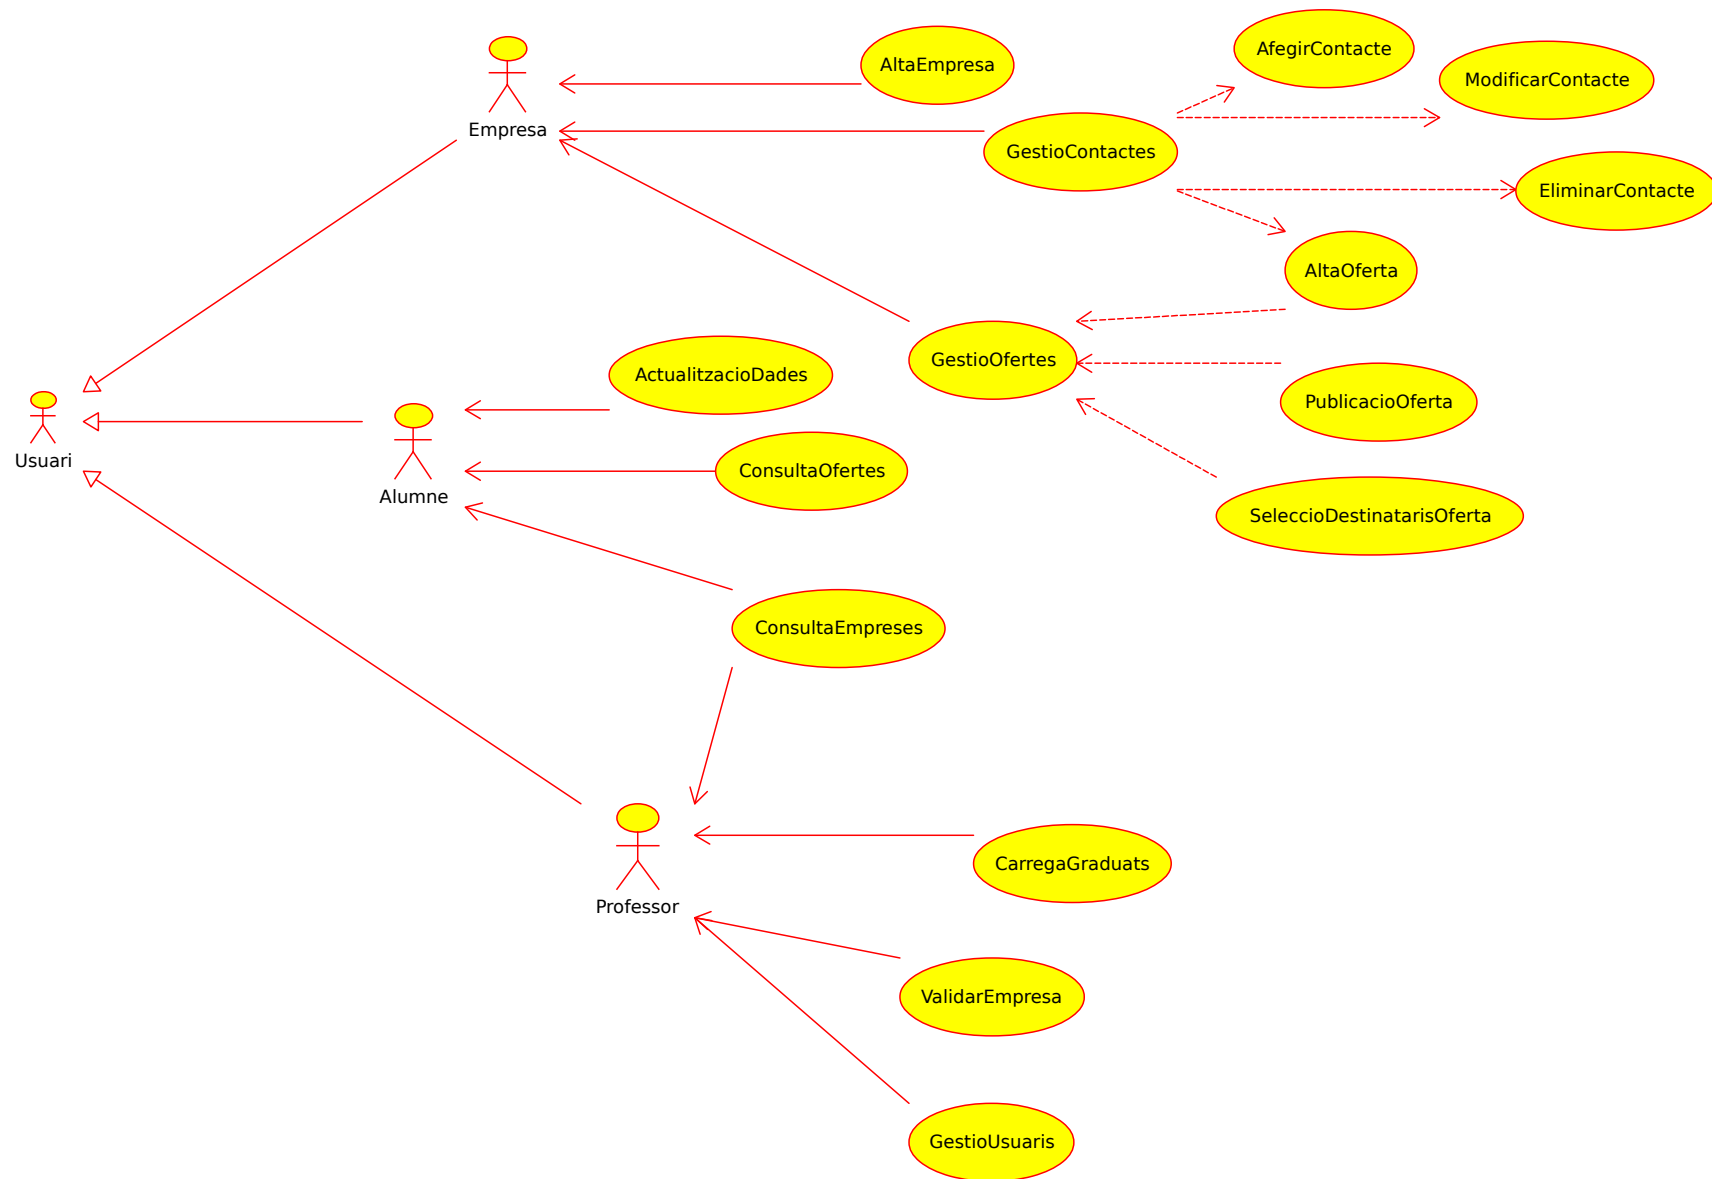 AfegirContacte
AltaEmpresa
ModificarContacte
Empresa
GestioContactes
EliminarContacte
AltaOferta
GestioOfertes
ActualitzacioDades
PublicacioOferta
Usuari
ConsultaOfertes
Alumne
SeleccioDestinatarisOferta
ConsultaEmpreses
CarregaGraduats
Professor
ValidarEmpresa
GestioUsuaris